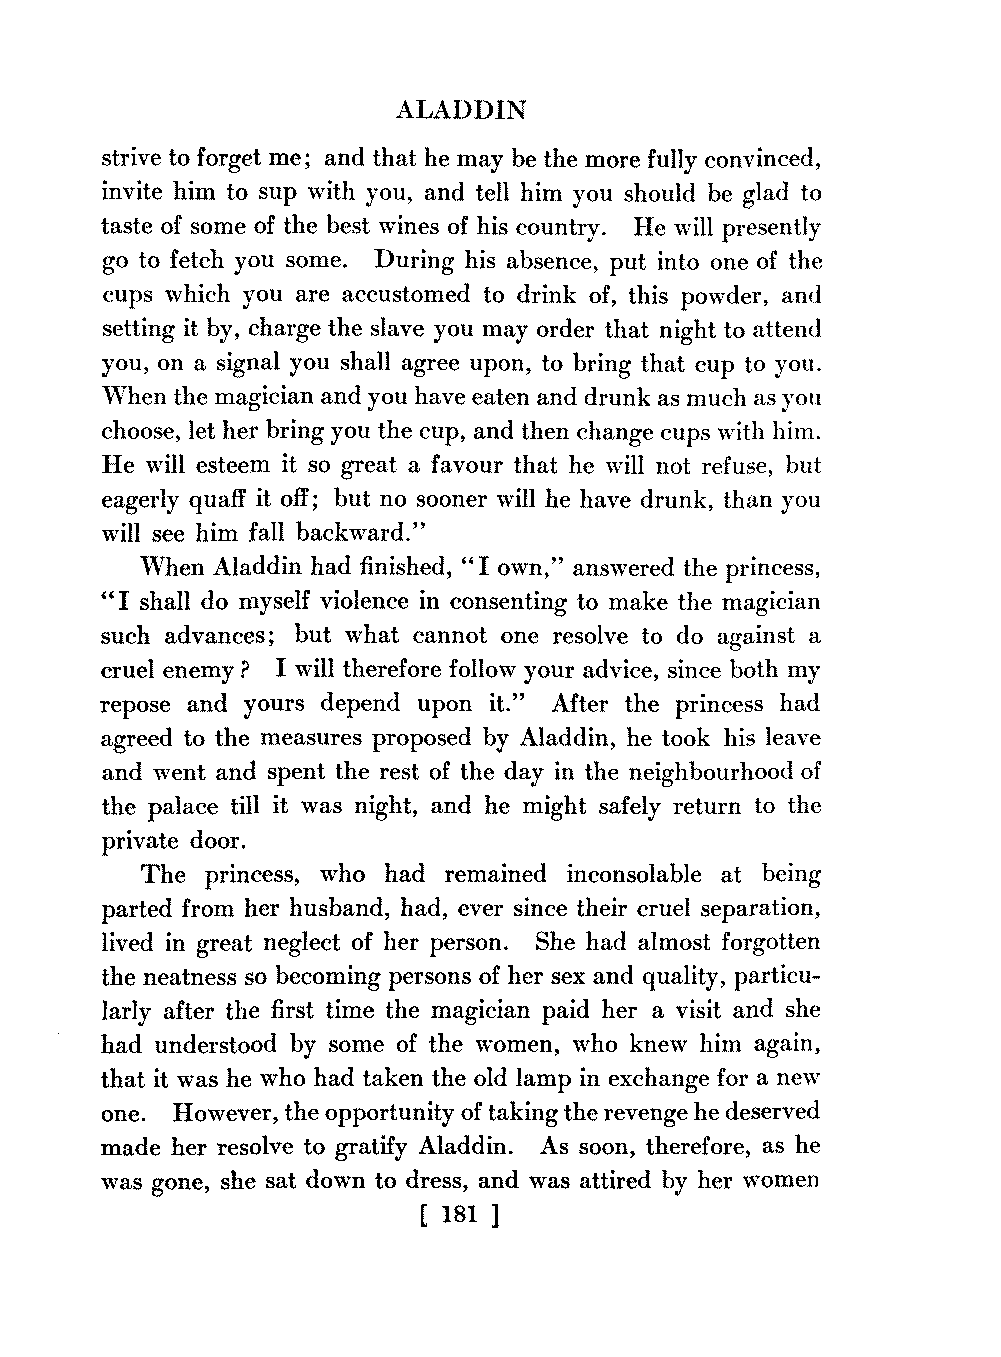 ALADDIN
strive to forget me; and that he may be the more fully convinced,
invite him to sup with you, and tell him you should be glad to
taste of some of the best wines of his country. He will presently
go to fetch you some. During his absence, put into one of the
cups which you are accustomed to drink of, this powder, and
setting it by, charge the slave you may order that night to attend
you, on a signal you shall agree upon, to bring that cup to you.
When the magician and you have eaten and drunk as much as you
choose, let her bring you the cup, and then change cups with him.
He will esteem it so great a favour that he will not refuse, but
eagerly quaff it off; but no sooner will he have drunk, than you
will see him fall backward.”
When Aladdin had finished, “I own,” answered the princess,
“I shall do myself violence in consenting to make the magician
such advances; but what cannot one resolve to do against a
cruel enemy? I will therefore follow your advice, since both my
repose and yours depend upon it.” After the princess had
agreed to the measures proposed by Aladdin, he took his leave
and went and spent the rest of the day in the neighbourhood of
the palace till it was night, and he might safely return to the
private door.
The princess, who had remained inconsolable at being
parted from her husband, had, ever since their cruel separation,
lived in great neglect of her person. She had almost forgotten
the neatness so becoming persons of her sex and quality, particu-
larly after the first time the magician paid her a visit and she
had understood by some of the women, who knew him again,
that it was he who had taken the old lamp in exchange for a new
one. However, the opportunity of taking the revenge he deserved
made her resolve to gratify Aladdin. As soon, therefore, as he
was gone, she sat down to dress, and was attired by her women
[ 181 ]